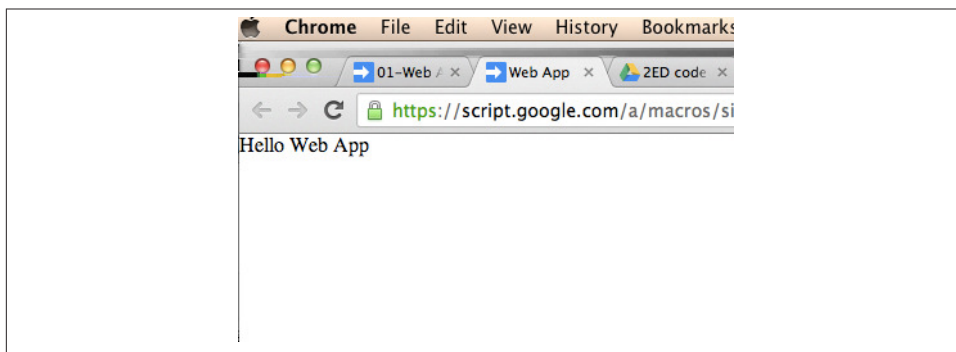 Chrome File Edit View History Bookmarks
01-Web Web App 2ED code
https://script.google.com/a/macros/si
Hello Web App